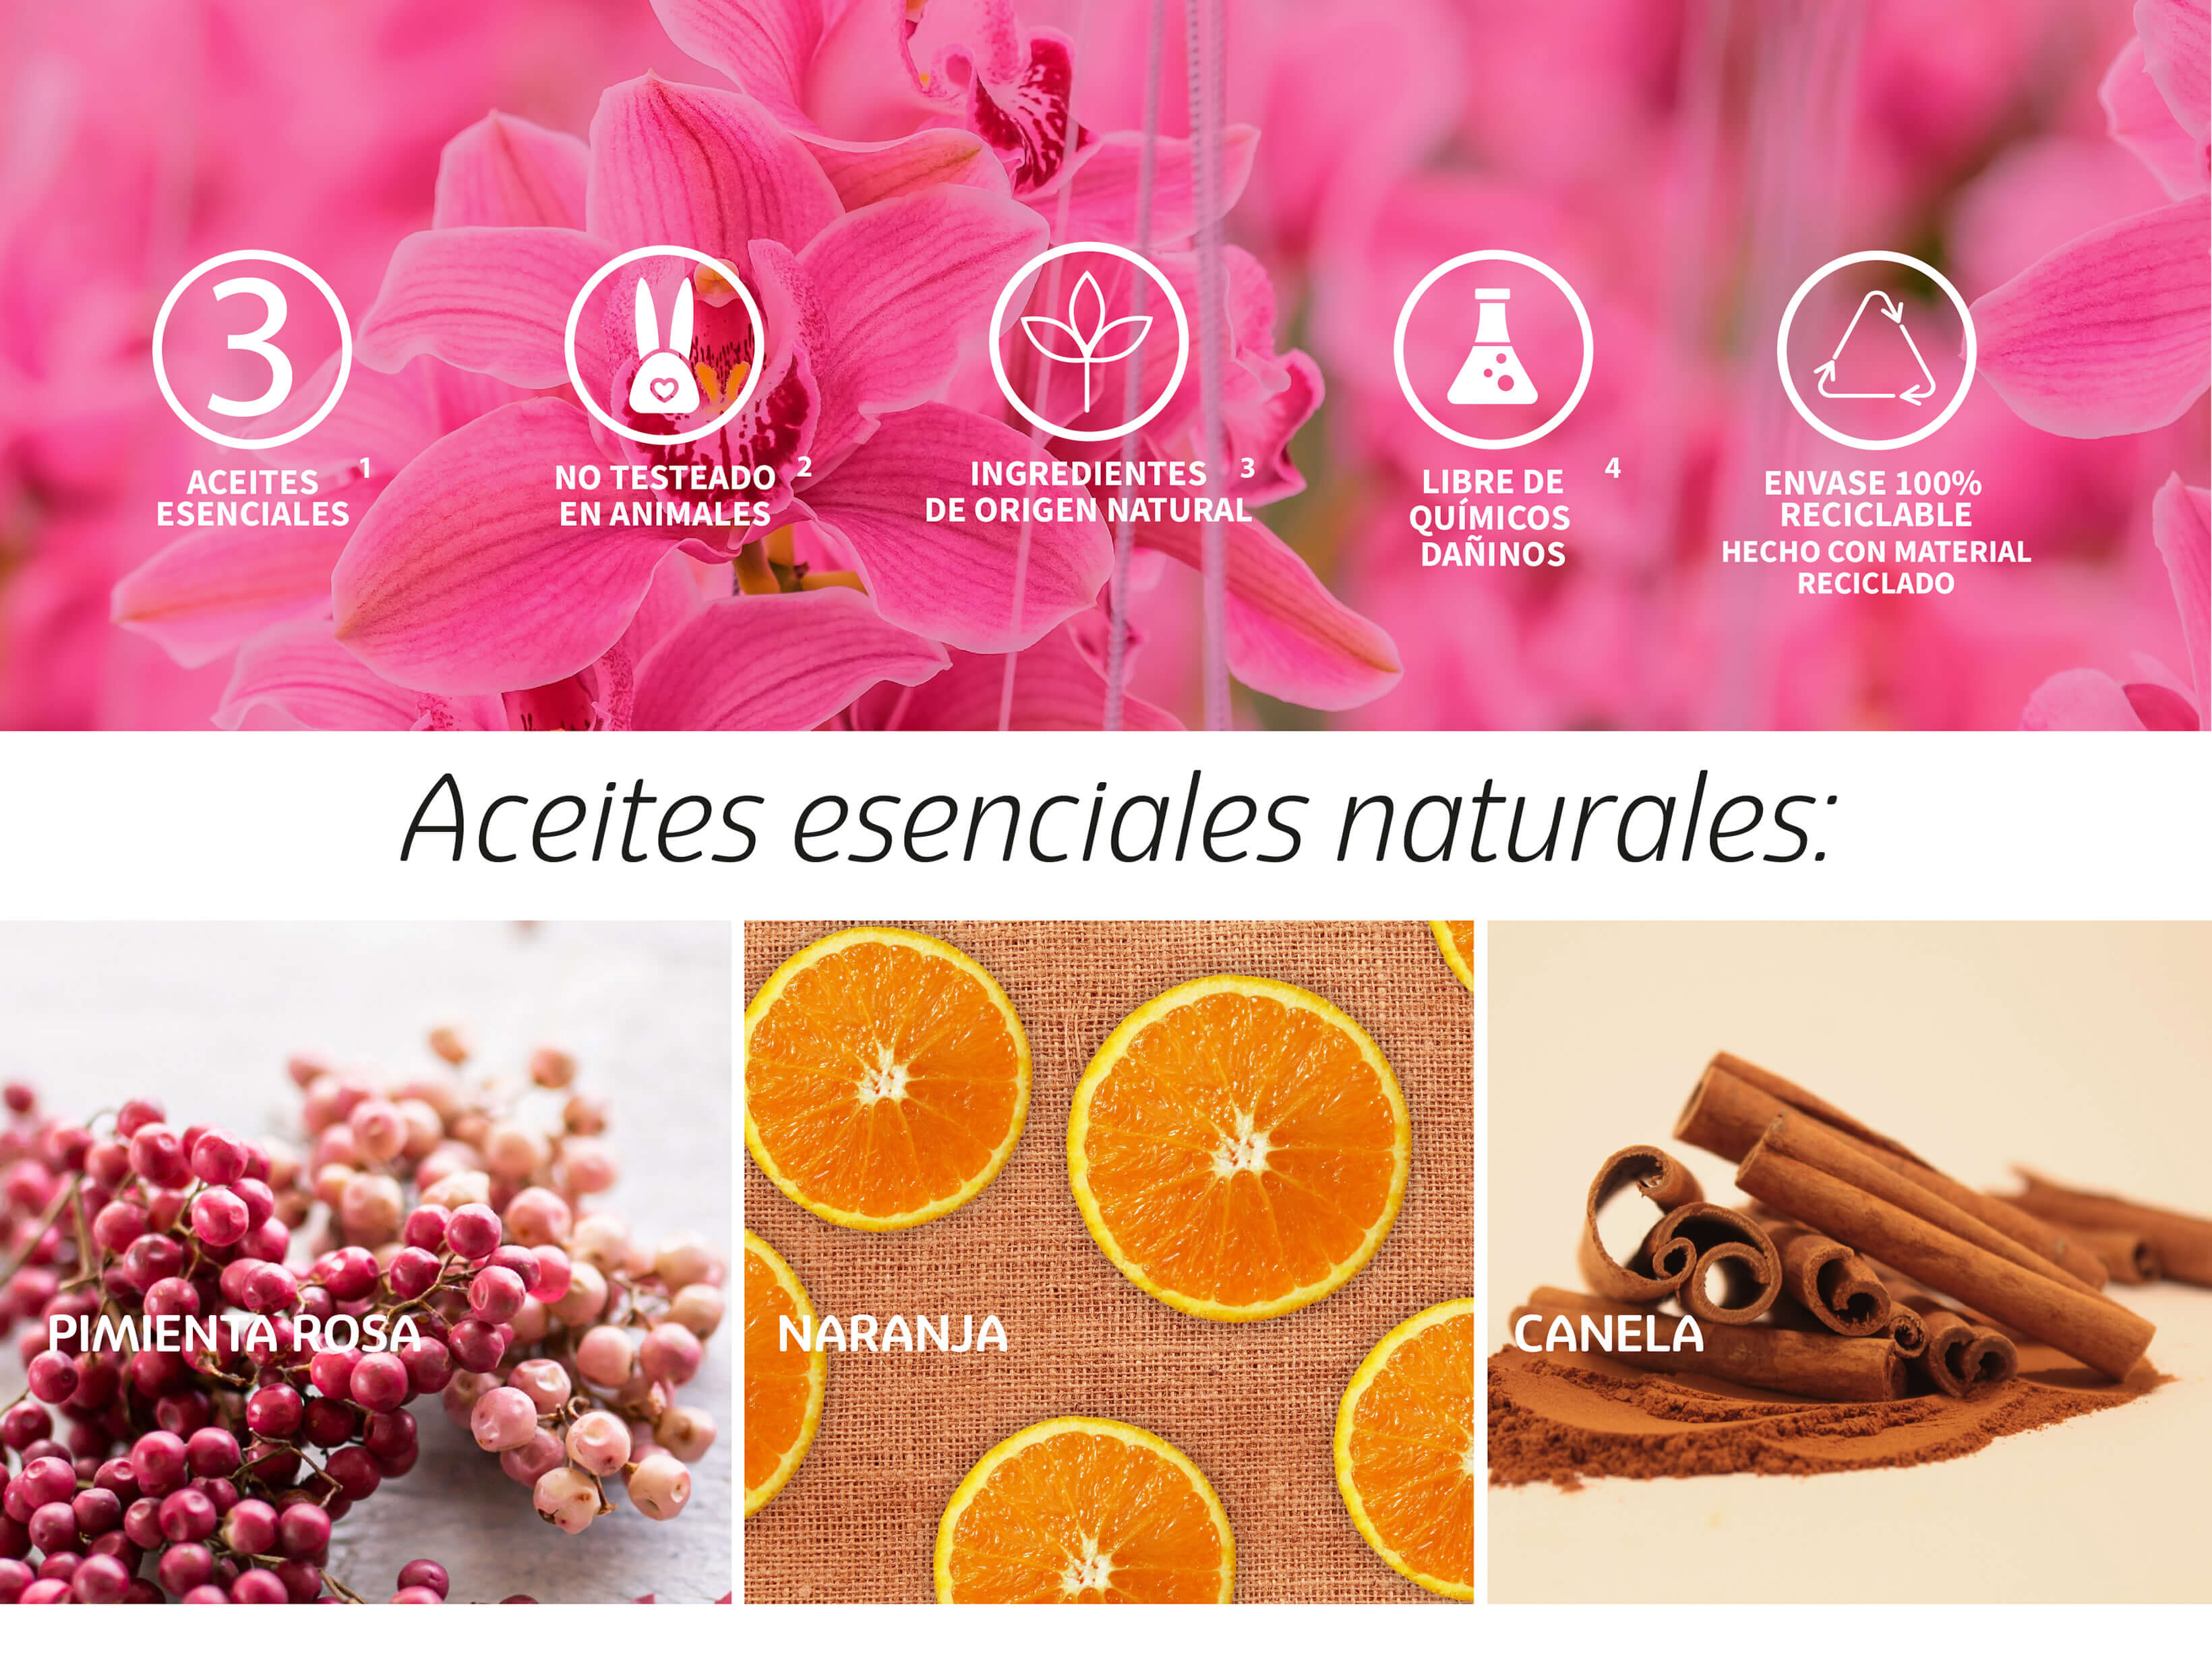 3
ACEITES 1
ESENCIALES
NO TESTEADO 2
EN ANIMALES
INGREDIENTES 3
DE ORIGEN NATURAL
LIBRE DE 4
QUÍMICOS
DAÑINOS
ENVASE 100%
RECICLABLE
HECHO CON MATERIAL
RECICLADO
Aceites esenciales naturales:
PIMIENTA ROSA
NARANJA
CANELA